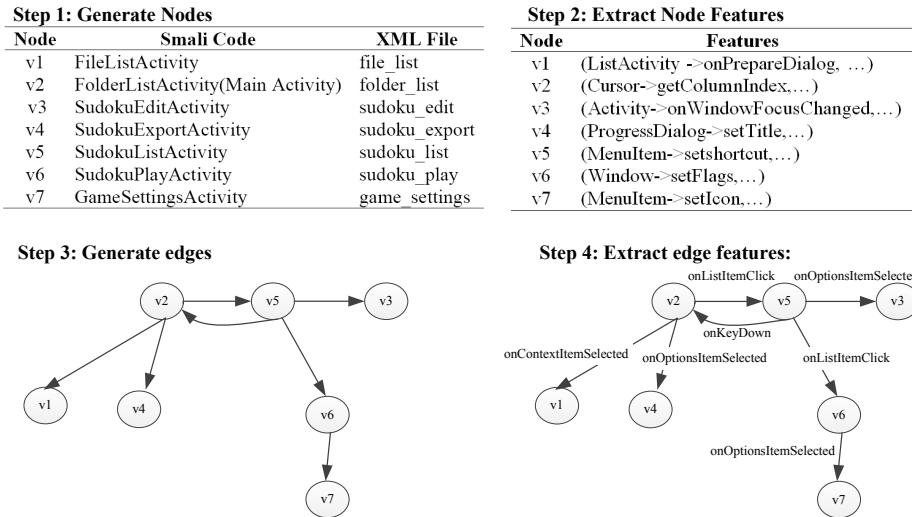 Step 1: Generate Nodes
Node Smali Code XML File
v1 FileListActivity file_list
v2 FolderListActivity(Main Activity) folder_list
v3 SudokuEditActivity sudoku_edit
v4 SudokuExportActivity sudoku_export
v5 SudokuListActivity sudoku_list
v6 SudokuPlayActivity sudoku_play
v7 GameSettingsActivity game_settings
Step 2: Extract Node Features
Node Features
v1 (ListActivity ->onPrepareDialog, …)
v2 (Cursor->getColumnIndex,…)
v3 (Activity->onWindowFocusChanged,…)
v4 (ProgressDialog->setTitle,…)
v5 (MenuItem->setshortcut,…)
v6 (Window->setFlags,…)
v7 (MenuItem->setIcon,…)
Step 3: Generate edges
v2 v5 v3
v1 v4
v6
v7
Step 4: Extract edge features:
onListItemClick onOptionsItemSelecte
v2 v5 v3
onKeyDown
onContextItemSelected onOptionsItemSelected onListItemClick
v1 v4
v6
onOptionsItemSelected
v7